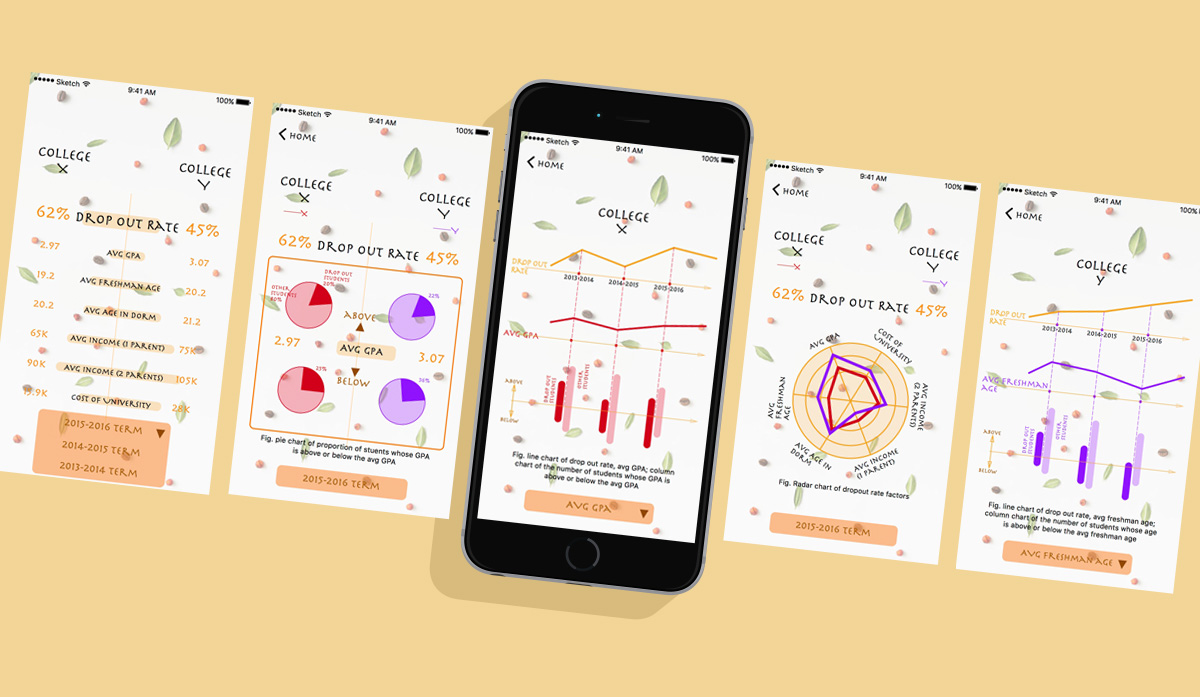 Sketch 9:41 AM 100%
COLLEGE
X
COLLEGE
Y
62% DROP OUT RATE 45%
2.97 AVG GPA 3.07
19.2 AVG FRESHMAN AGE 20.2
20.2 AVG AGE IN DORM 21.2
65K AVG INCOME (1 PARENT) 75K
90K AVG INCOME (2 PARENTS) 105K
COST OF UNIVERSITY 28K
2015-2016 TERM
2014-2015 TERM
2013-2014 TERM
Sketch 9:41 AM 100%
HOME
COLLEGE
X
COLLEGE
Y
X
Y
62% DROP OUT RATE 45%
DROP OUT
STUDENTS
20%
OTHER
STUDENTS
80%
22%
ABOVE
2.97 AVG GPA 3.07
BELOW
25%
26%
Fig. pie chart of proportion of stuents whose GPA
is above or below the avg GPA
2015-2016 TERM
Sketch 9:41 AM 100%
HOME
COLLEGE
X
DROP OUT
RATE
2013-2014
2014-2015
2015-2016
AVG GPA
ABOVE
BELOW
DROP OUT
STUDENTS
OTHER
STUDENTS
Fig. line chart of drop out rate, avg GPA; column
chart of the number of students whose GPA is
above or below the avg GPA
AVG GPA
Sketch 9:41 AM 100%
HOME
COLLEGE
X
COLLEGE
Y
X
Y
62% DROP OUT RATE 45%
AVG GPA
COST OF
UNIVERSITY
AVG INCOME
(2 PARENTS)
AVG INCOME
(1 PARENT)
AVG AGE IN
DORM
AVG
FRESHMAN
AGE
Fig. Radar chart of dropout rate factors
2015-2016 TERM
Sketch 9:41 AM 100%
HOME
COLLEGE
Y
DROP OUT
RATE
2013-2014
2014-2015
2015-2016
AVG FRESHMAN
AGE
ABOVE
BELOW
DROP OUT
STUDENTS
OTHER
STUDENTS
Fig. line chart of drop out rate, avg freshman age;
column chart of the number of students whose age
is above or below the avg freshman age
AVG FRESHMAN AGE